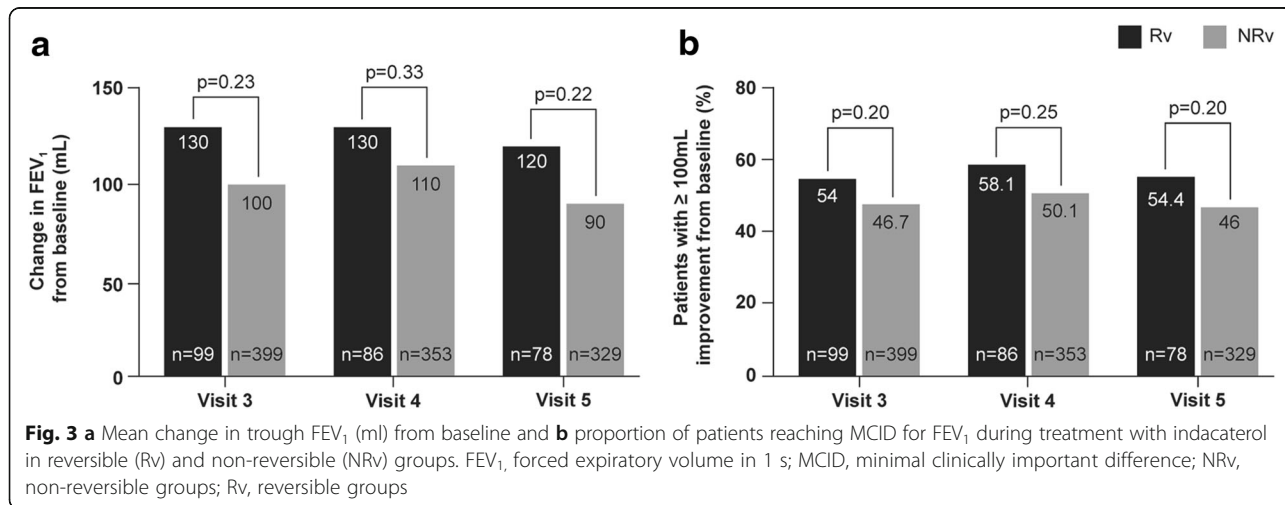 a
Change in FEV₁
from baseline (mL)
150
100
50
0
p=0.23
p=0.33
p=0.22
130
100
130
110
120
90
n=99
n=399
n=86
n=353
n=78
n=329
Visit 3
Visit 4
Visit 5
b
Rv
NRv
Patients with ≥ 100mL
improvement from baseline (%)
80
60
40
20
0
p=0.20
p=0.25
p=0.20
54
46.7
58.1
50.1
54.4
46
n=99
n=399
n=86
n=353
n=78
n=329
Visit 3
Visit 4
Visit 5
Fig. 3 a Mean change in trough FEV₁ (ml) from baseline and b proportion of patients reaching MCID for FEV₁ during treatment with indacaterol
in reversible (Rv) and non-reversible (NRv) groups. FEV₁, forced expiratory volume in 1 s; MCID, minimal clinically important difference; NRv,
non-reversible groups; Rv, reversible groups